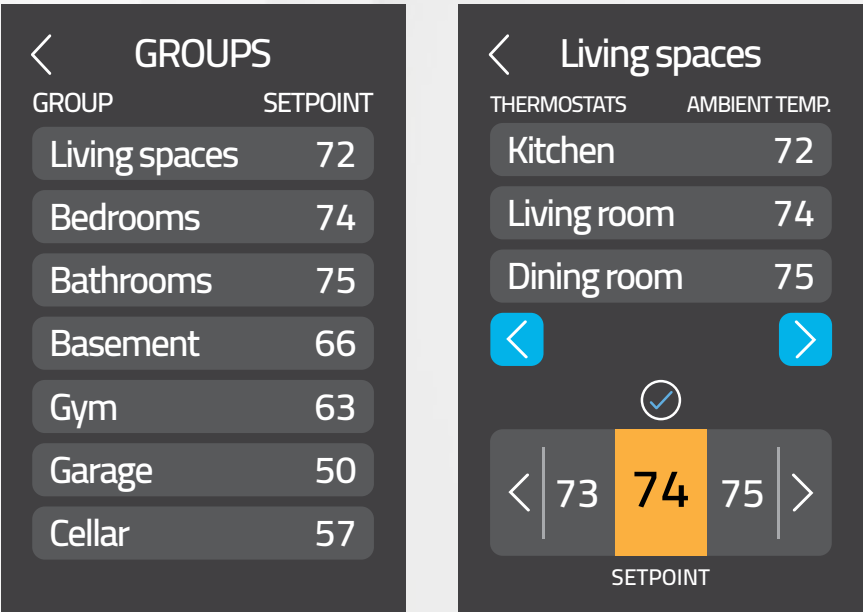 GROUPS
GROUP SETPOINT
Living spaces 72
Bedrooms 74
Bathrooms 75
Basement 66
Gym 63
Garage 50
Cellar 57
Living spaces
THERMOSTATS AMBIENT TEMP.
Kitchen 72
Living room 74
Dining room 75
73 74 75
SETPOINT